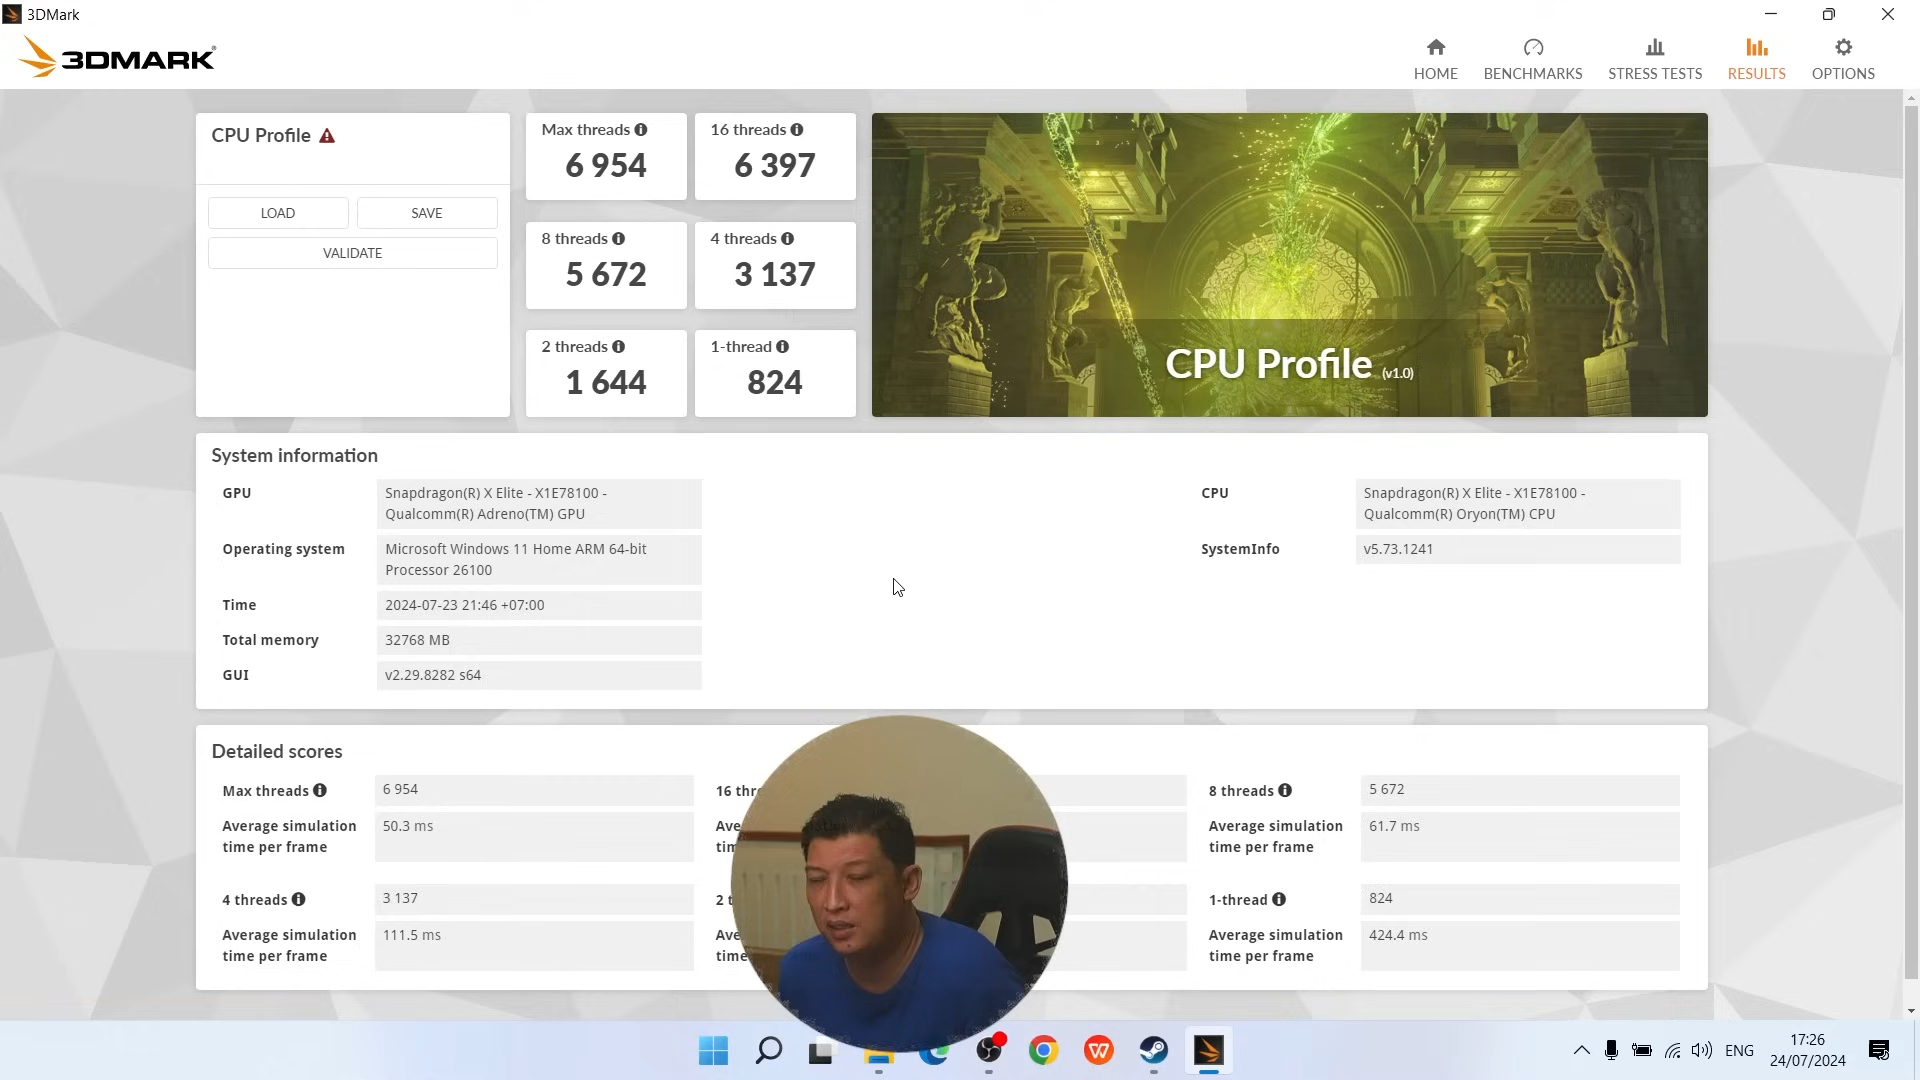 3DMark
3DMARK
HOME
BENCHMARKS
STRESS TESTS
RESULTS
OPTIONS
CPU Profile
LOAD
SAVE
VALIDATE
Max threads
6 954
16 threads
6 397
8 threads
5 672
4 threads
3 137
2 threads
1 644
1-thread
824
CPU Profile (v1.0)
System information
GPU
Snapdragon(R) X Elite - X1E78100 -
Qualcomm(R) Adreno(TM) GPU
Operating system
Microsoft Windows 11 Home ARM 64-bit
Processor 26100
Time
2024-07-23 21:46 +07:00
Total memory
32768 MB
GUI
v2.29.8282 s64
CPU
Snapdragon(R) X Elite - X1E78100 -
Qualcomm(R) Oryon(TM) CPU
SystemInfo
v5.73.1241
Detailed scores
Max threads
6 954
Average simulation
time per frame
50.3 ms
16 thr
Ave
8 threads
5 672
Average simulation
time per frame
61.7 ms
4 threads
3 137
Average simulation
time per frame
111.5 ms
2 t
Ave
time
1-thread
824
Average simulation
time per frame
424.4 ms
ENG
17:26
24/07/2024